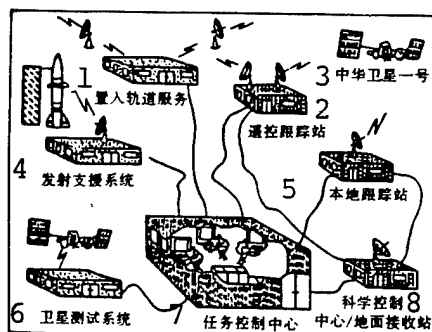 1
置入轨道服务
3
中华卫星一号
2
遥控跟踪站
4
发射支援系统
5
本地跟踪站
6
卫星测试系统
7
任务控制中心
8
科学控制
中心/地面接收站